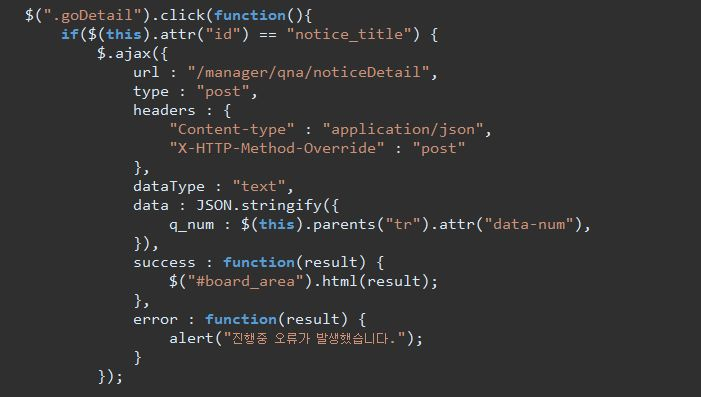 $(".goDetail").click(function(){
if($(this).attr("id") == "notice_title") {
$.ajax({
url : "/manager/qna/noticeDetail",
type : "post",
headers : {
"Content-type" : "application/json",
"X-HTTP-Method-Override" : "post"
},
dataType : "text",
data : JSON.stringify({
q_num : $(this).parents("tr").attr("data-num"),
}),
success : function(result) {
$("#board_area").html(result);
},
error : function(result) {
alert("진행중 오류가 발생했습니다.");
}
});